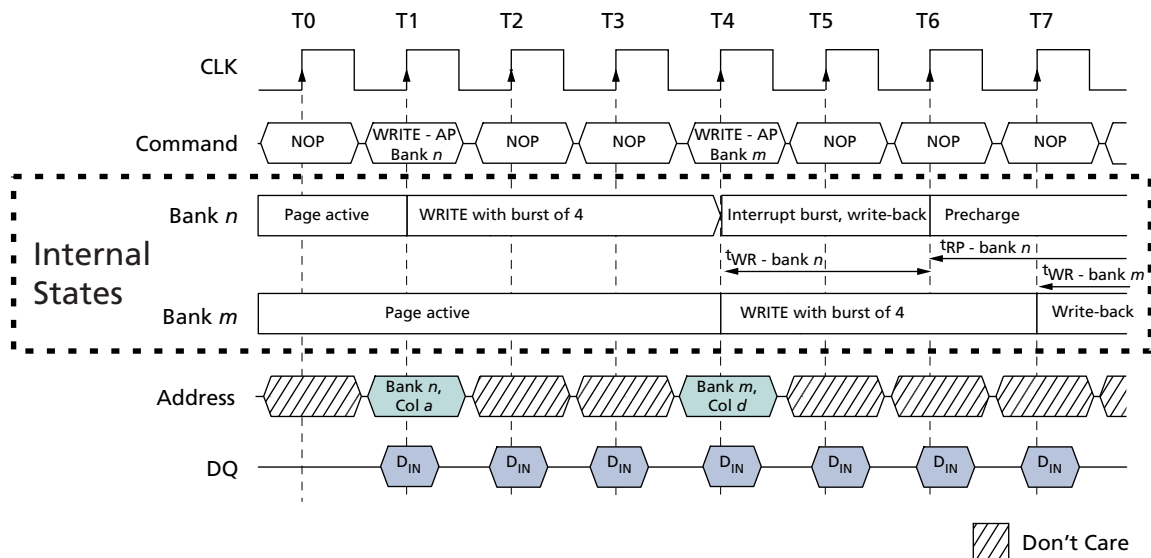 T0 T1 T2 T3 T4 T5 T6 T7
CLK
Command NOP WRITE - AP Bank n NOP NOP WRITE - AP Bank m NOP NOP NOP
Bank n Page active WRITE with burst of 4 Interrupt burst, write-back Precharge
Internal States
tWR - bank n tRP - bank n
tWR - bank m
Bank m Page active WRITE with burst of 4 Write-back
Address Bank n, Col a Bank m, Col d
DQ DIN DIN DIN DIN DIN DIN DIN
Don't Care